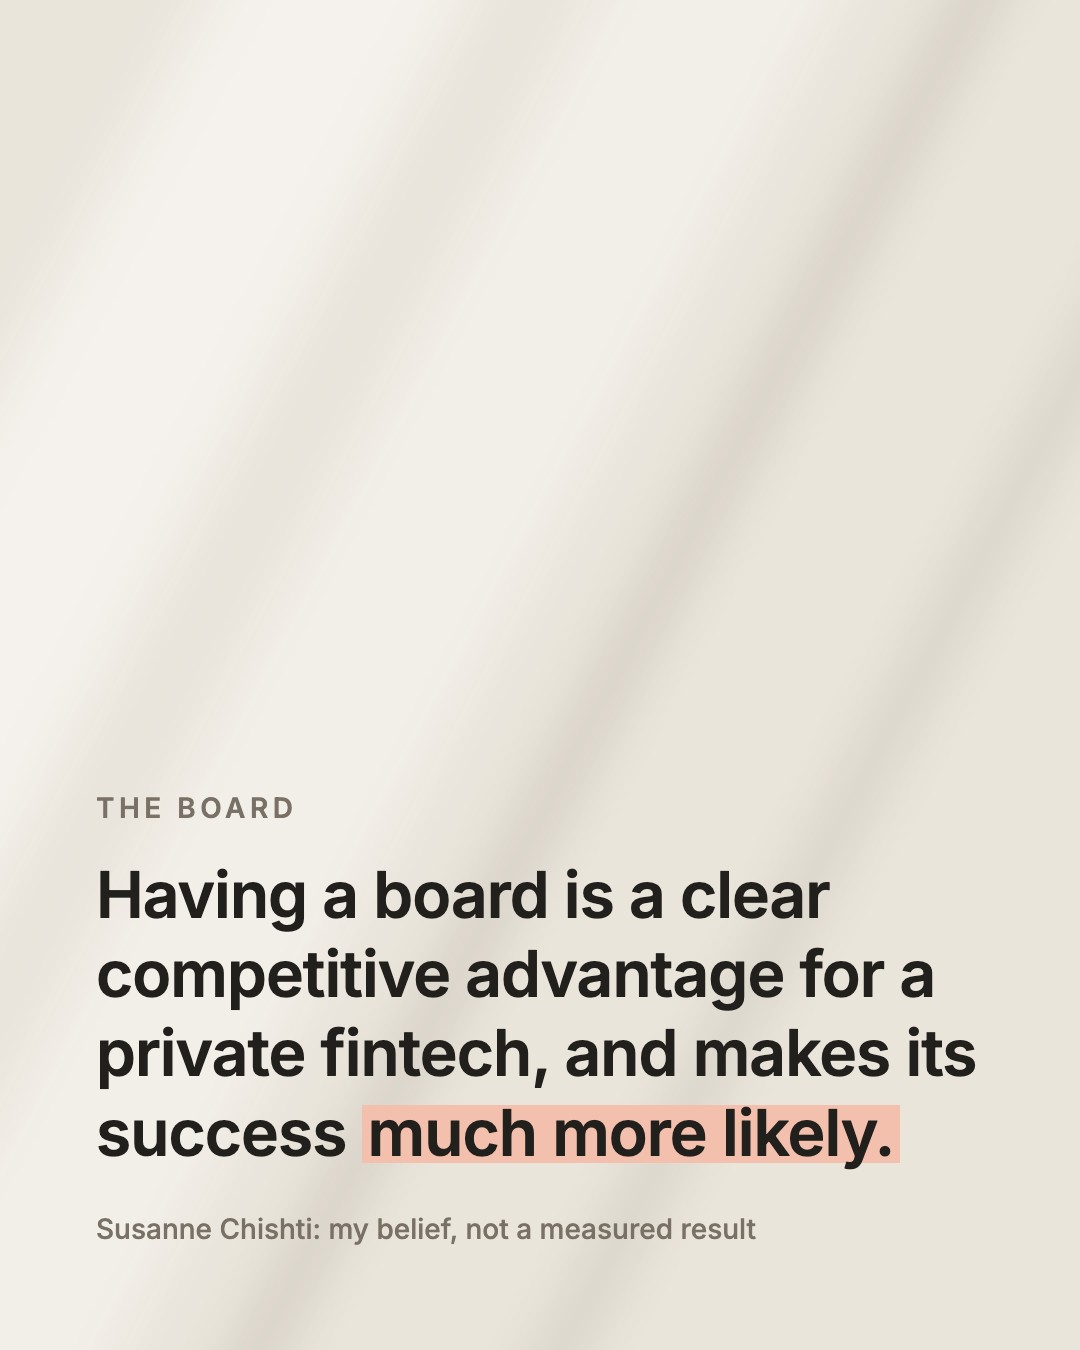 THE BOARD
Having a board is a clear
competitive advantage for a
private fintech, and makes its
success much more likely.
Susanne Chishti: my belief, not a measured result